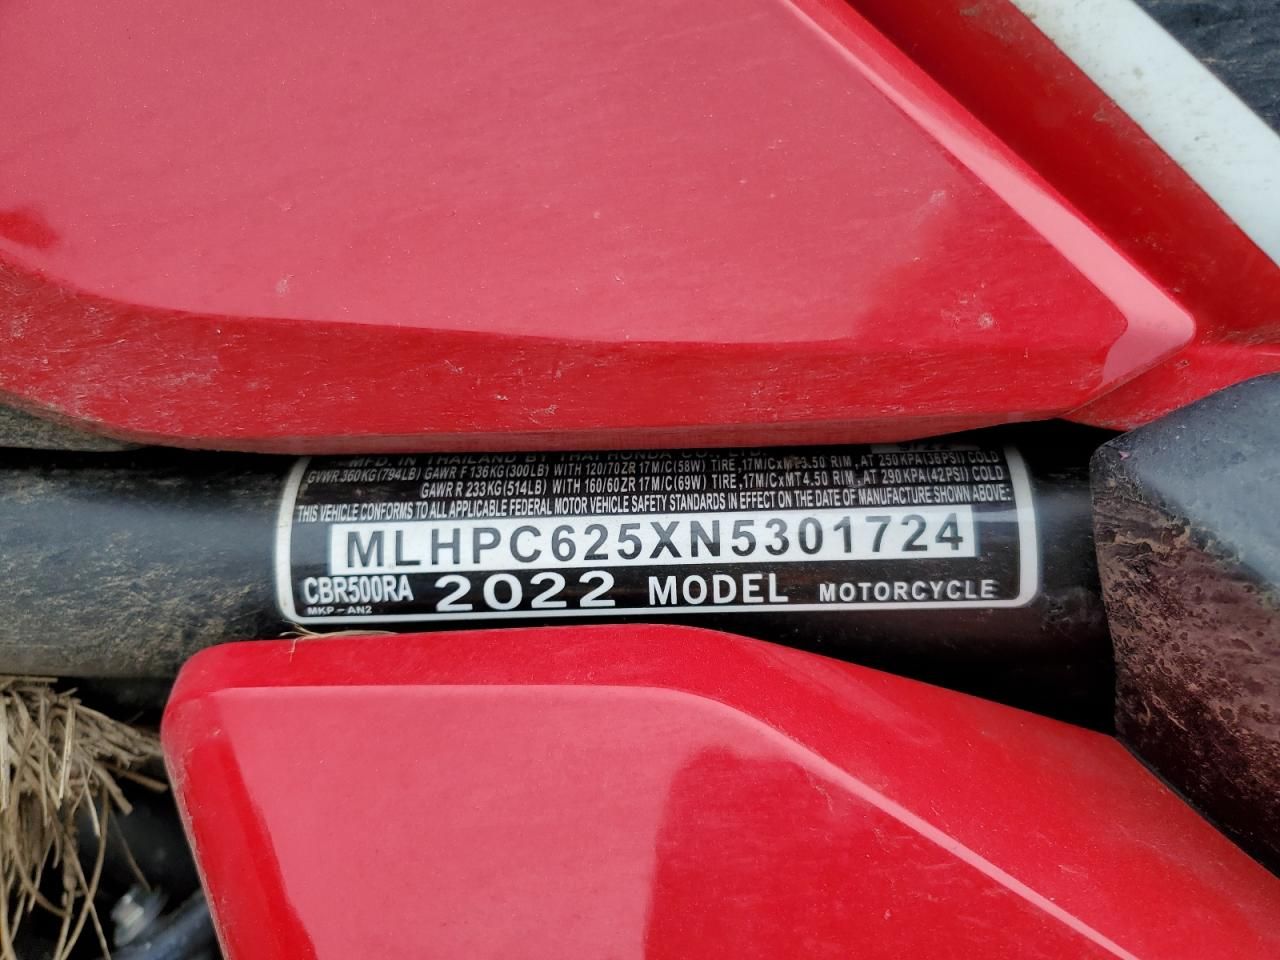 MFD. IN THAILAND BY THAI HONDA CO., LTD.
GVWR 360KG(794LB) GAWR F 136KG(300LB) WITH 120/70ZR 17M/C(58W) TIRE,17M/CxMT3.50 RIM, AT 250KPA(36PSI) COLD
GAWR R 233KG(514LB) WITH 160/60ZR 17M/C(69W) TIRE,17M/CxMT4.50 RIM, AT 290KPA(42PSI) COLD
THIS VEHICLE CONFORMS TO ALL APPLICABLE FEDERAL MOTOR VEHICLE SAFETY STANDARDS IN EFFECT ON THE DATE OF MANUFACTURE SHOWN ABOVE:
MLHPC625XN5301724
CBR500RA 2022 MODEL MOTORCYCLE
MKP-AN2